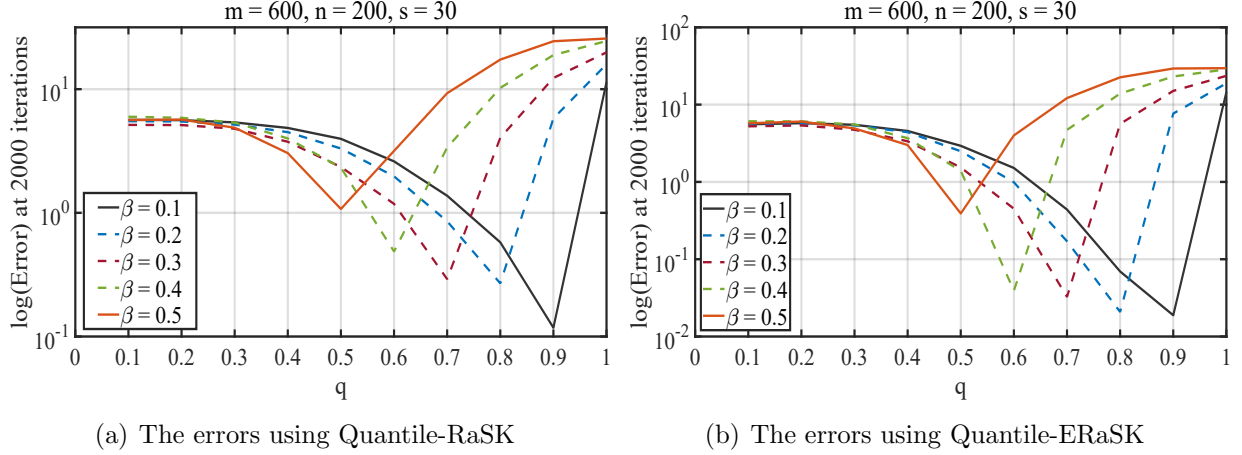 m = 600, n = 200, s = 30
log(Error) at 2000 iterations
10^1
10^0
10^-1
β = 0.1
β = 0.2
β = 0.3
β = 0.4
β = 0.5
0 0.1 0.2 0.3 0.4 0.5 0.6 0.7 0.8 0.9 1
q
(a) The errors using Quantile-RaSK
m = 600, n = 200, s = 30
log(Error) at 2000 iterations
10^2
10^1
10^0
10^-1
10^-2
β = 0.1
β = 0.2
β = 0.3
β = 0.4
β = 0.5
0 0.1 0.2 0.3 0.4 0.5 0.6 0.7 0.8 0.9 1
q
(b) The errors using Quantile-ERaSK